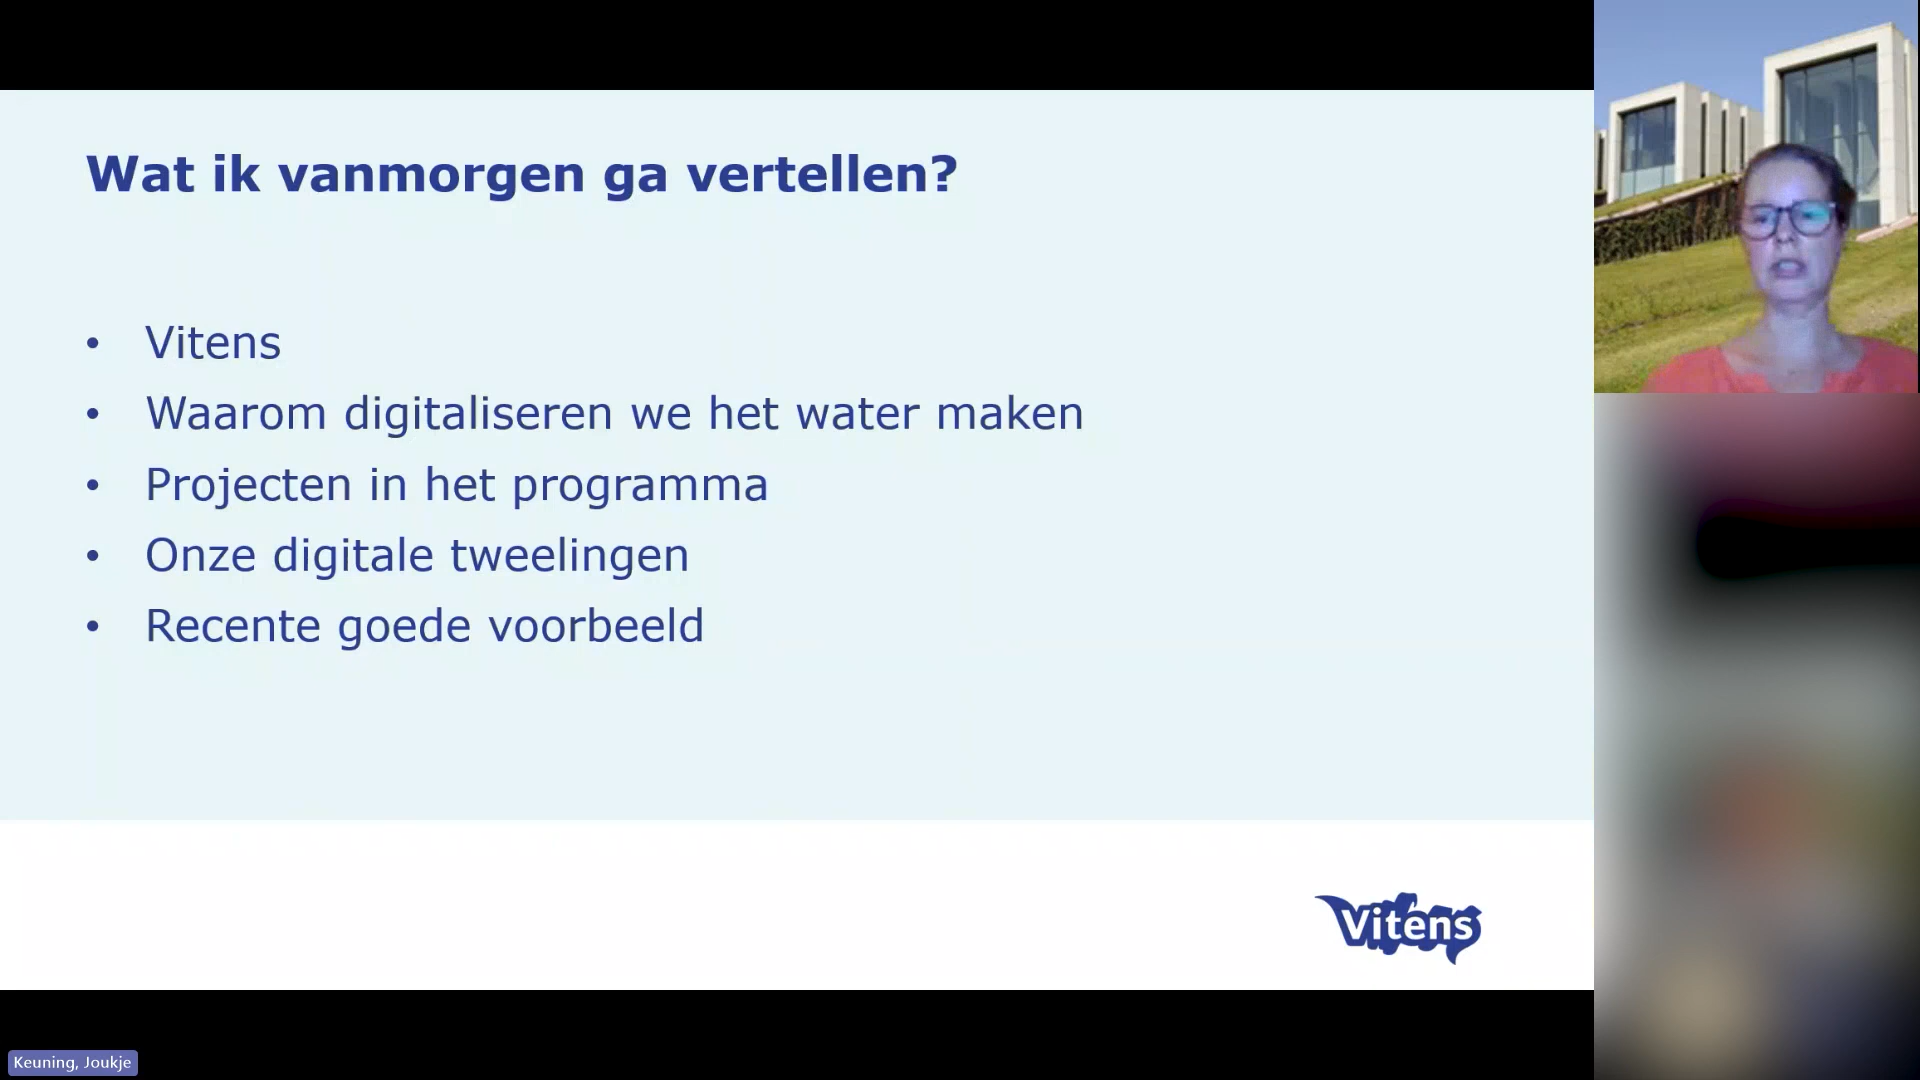 Wat ik vanmorgen ga vertellen?
• Vitens
• Waarom digitaliseren we het water maken
• Projecten in het programma
• Onze digitale tweelingen
• Recente goede voorbeeld
Vitens
Keuning, Joukje